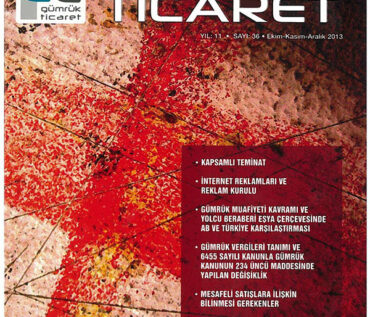 TİCARET
gümrük
ticaret
YIL: 11 • SAYI: 36 • Ekim-Kasım-Aralık 2013
• KAPSAMLI TEMİNAT
• İNTERNET REKLAMLARI VE
REKLAM KURULU
• GÜMRÜK MUAFİYETİ KAVRAMI VE
YOLCU BERABERİ EŞYA ÇERÇEVESİNDE
AB VE TÜRKİYE KARŞILAŞTIRMASI
• GÜMRÜK VERGİLERİ TANIMI VE
6455 SAYILI KANUNLA GÜMRÜK
KANUNUN 234 ÜNCÜ MADDESİNDE
YAPILAN DEĞİŞİKLİK
• MESAFELİ SATIŞLARA İLİŞKİN
BİLİNMESİ GEREKENLER